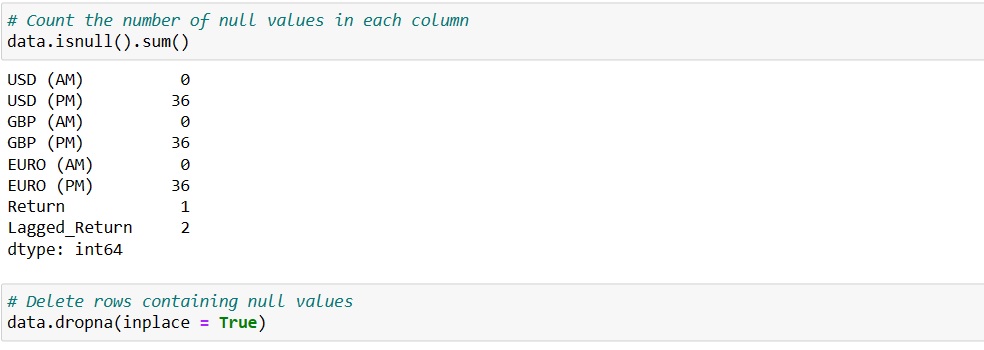 # Count the number of null values in each column
data.isnull().sum()
USD (AM) 0
USD (PM) 36
GBP (AM) 0
GBP (PM) 36
EURO (AM) 0
EURO (PM) 36
Return 1
Lagged_Return 2
dtype: int64
# Delete rows containing null values
data.dropna(inplace = True)